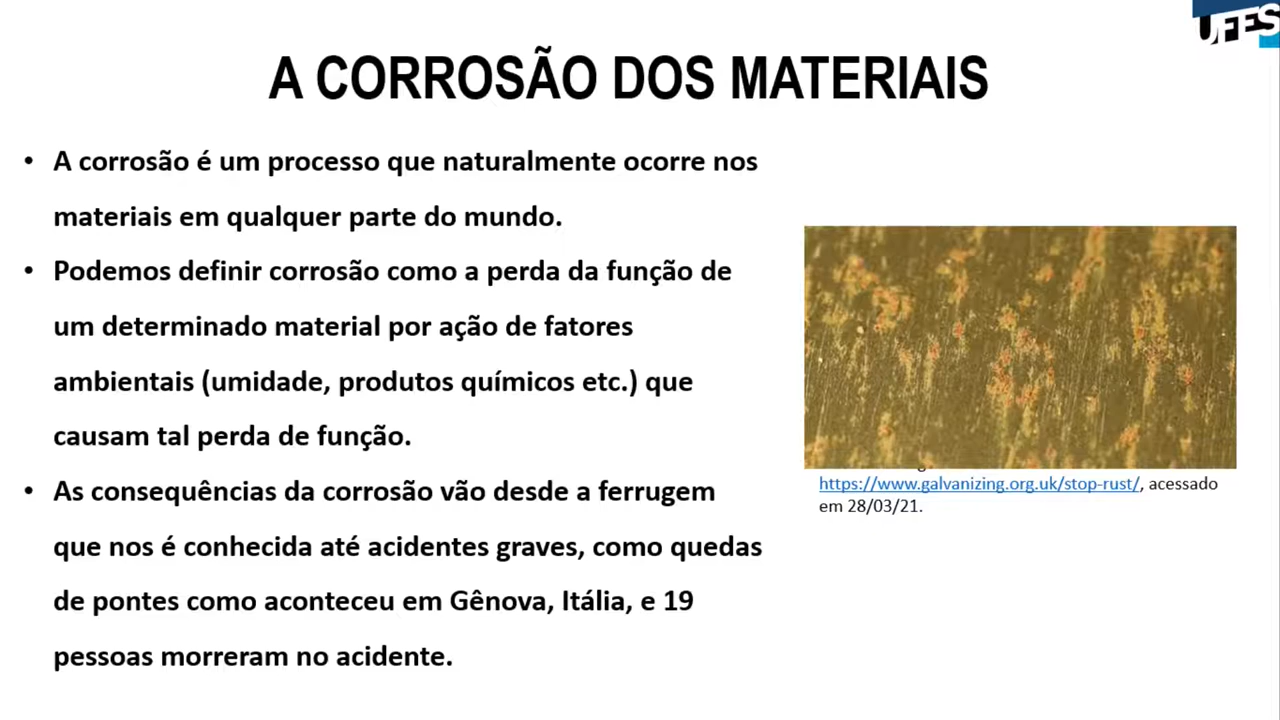 UFES
A CORROSÃO DOS MATERIAIS
• A corrosão é um processo que naturalmente ocorre nos
materiais em qualquer parte do mundo.
• Podemos definir corrosão como a perda da função de
um determinado material por ação de fatores
ambientais (umidade, produtos químicos etc.) que
causam tal perda de função.
• As consequências da corrosão vão desde a ferrugem
que nos é conhecida até acidentes graves, como quedas
de pontes como aconteceu em Gênova, Itália, e 19
pessoas morreram no acidente.
https://www.galvanizing.org.uk/stop-rust/, acessado
em 28/03/21.